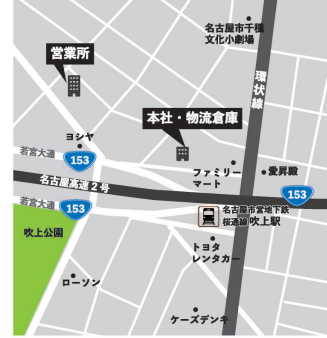 名古屋市千種
文化小劇場
営業所
環状線
本社・物流倉庫
ヨシヤ
若宮大通
153
ファミリー
マート
愛昇殿
名古屋高速2号
153
若宮大通
153
名古屋市営地下鉄
桜通線 吹上駅
吹上公園
トヨタ
レンタカー
ローソン
ケーズデンキ